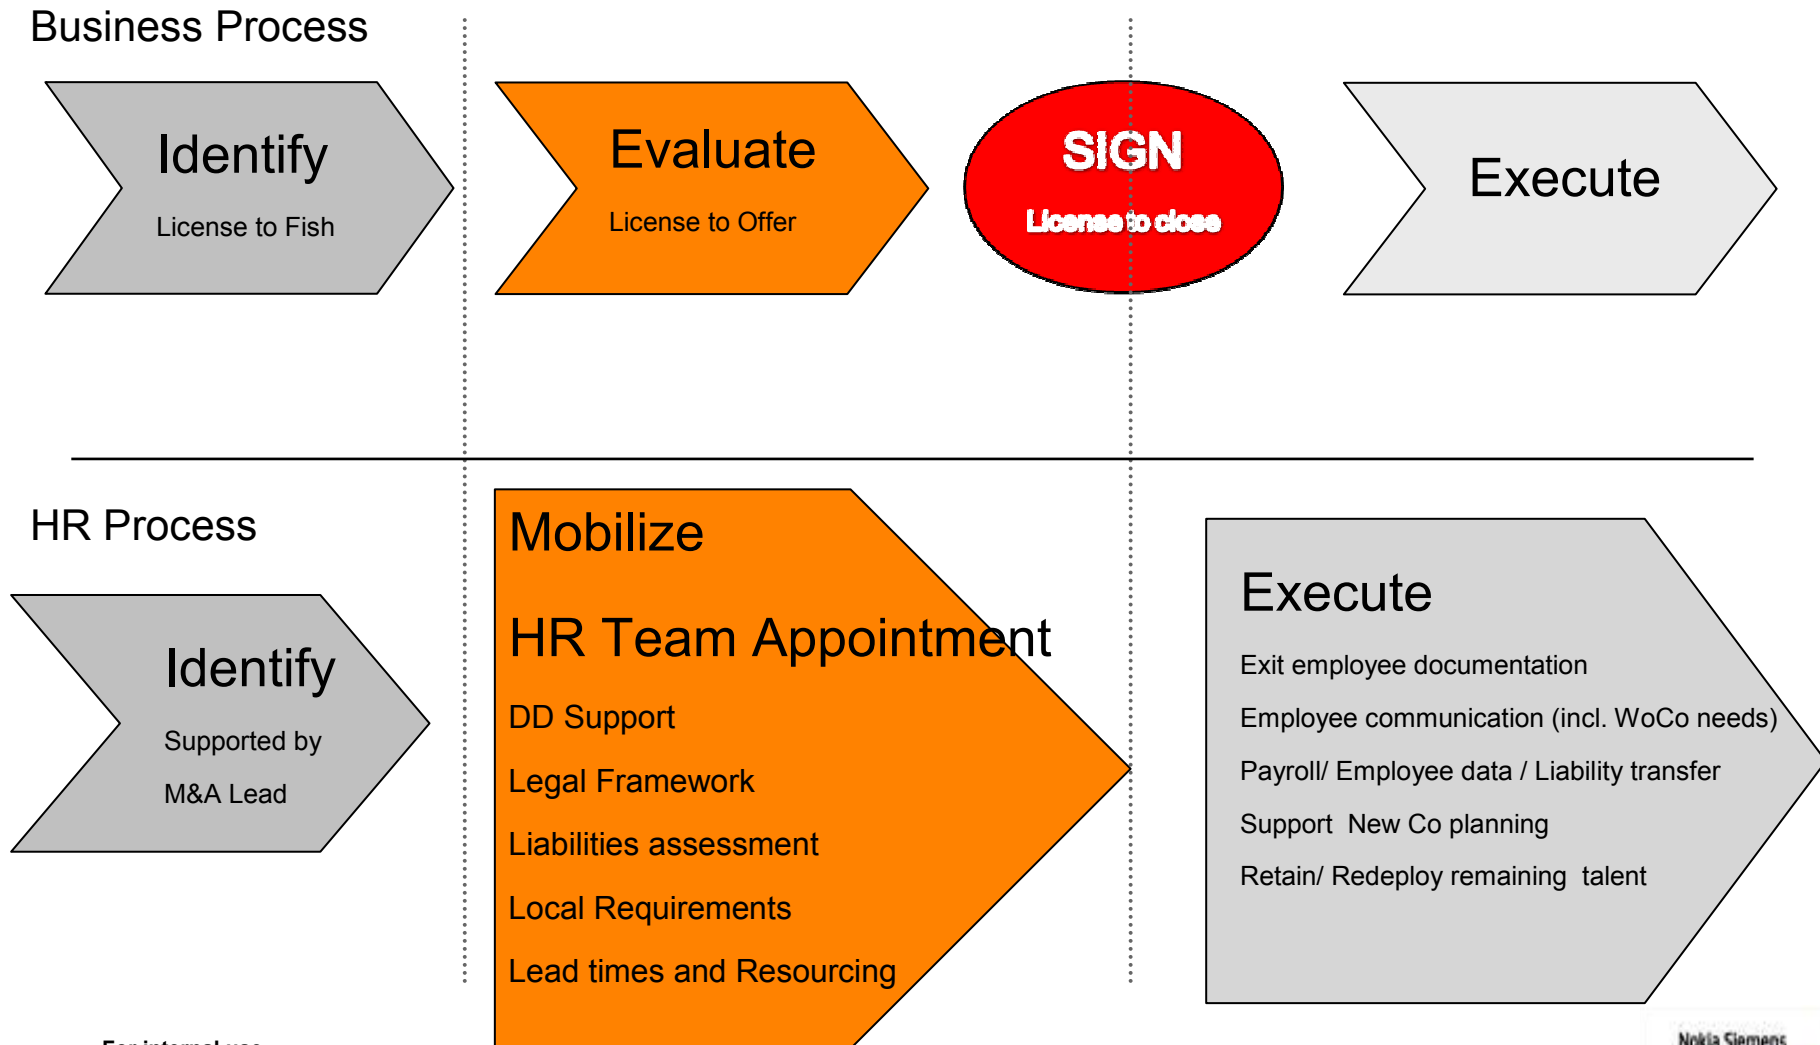 Business Process
Identify
License to Fish
Evaluate
License to Offer
SIGN
License to close
Execute
HR Process
Identify
Supported by
M&A Lead
Mobilize
HR Team Appointment
DD Support
Legal Framework
Liabilities assessment
Local Requirements
Lead times and Resourcing
Execute
Exit employee documentation
Employee communication (incl. WoCo needs)
Payroll/ Employee data / Liability transfer
Support New Co planning
Retain/ Redeploy remaining talent
For internal use
Nokia Siemens